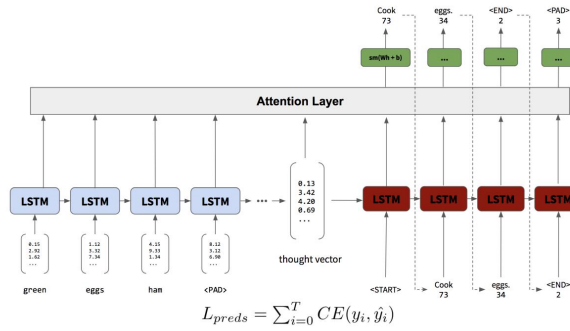 Cook eggs. <END> <PAD>
73 34 2 3
sm(Wh + b) ... ... ...
Attention Layer
0.13
3.42
4.20
0.69
...
LSTM LSTM LSTM LSTM ... LSTM LSTM LSTM LSTM
0.15 1.12 4.15 8.12
2.92 3.32 9.33 3.12
1.62 7.34 1.34 6.90
... ... ... ...
thought vector
green eggs ham <PAD> <START> Cook eggs. <END>
73 34 2
L_{preds} = \sum_{i=0}^{T} CE(y_i, \hat{y}_i)